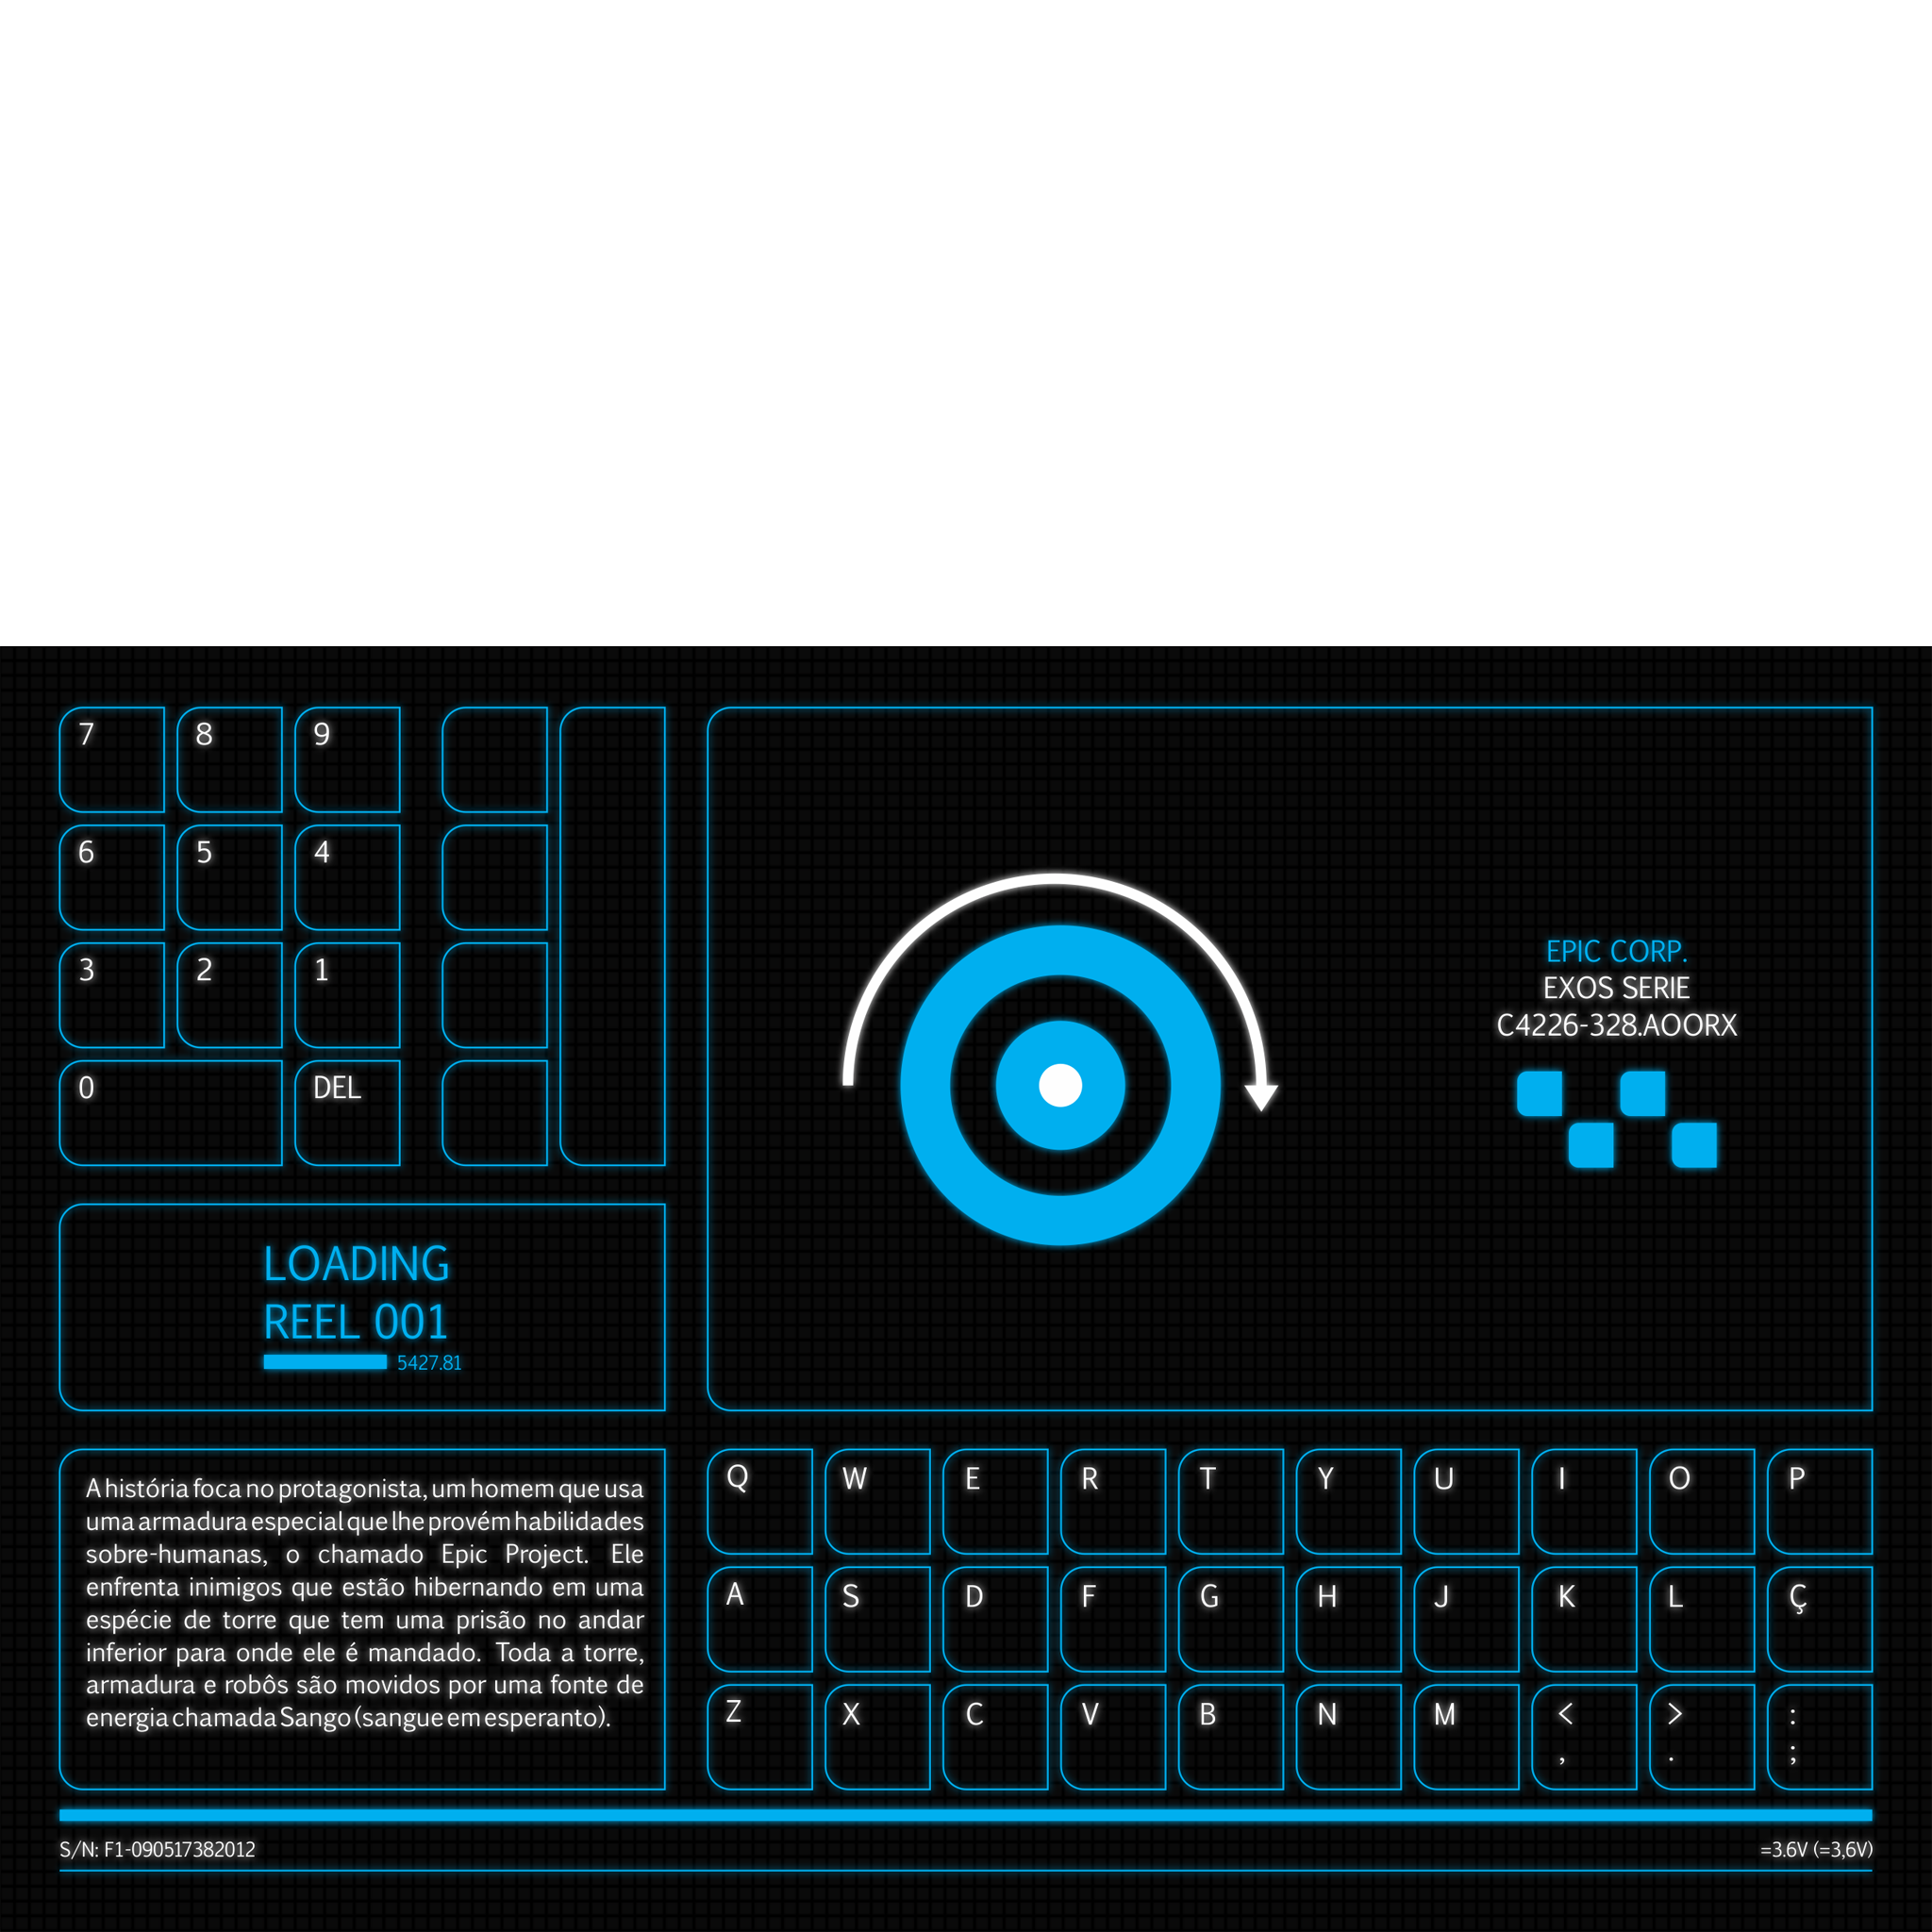 7 8 9
6 5 4
3 2 1
0 DEL
EPIC CORP.
EXOS SERIE
C4226-328.AOORX
LOADING
REEL 001
5427.81
A história foca no protagonista, um homem que usa
uma armadura especial que lhe provém habilidades
sobre-humanas, o chamado Epic Project. Ele
enfrenta inimigos que estão hibernando em uma
espécie de torre que tem uma prisão no andar
inferior para onde ele é mandado. Toda a torre,
armadura e robôs são movidos por uma fonte de
energia chamada Sango (sangue em esperanto).
Q W E R T Y U I O P
A S D F G H J K L Ç
Z X C V B N M < > :
, . ;
S/N: F1-090517382012
=3.6V (=3,6V)